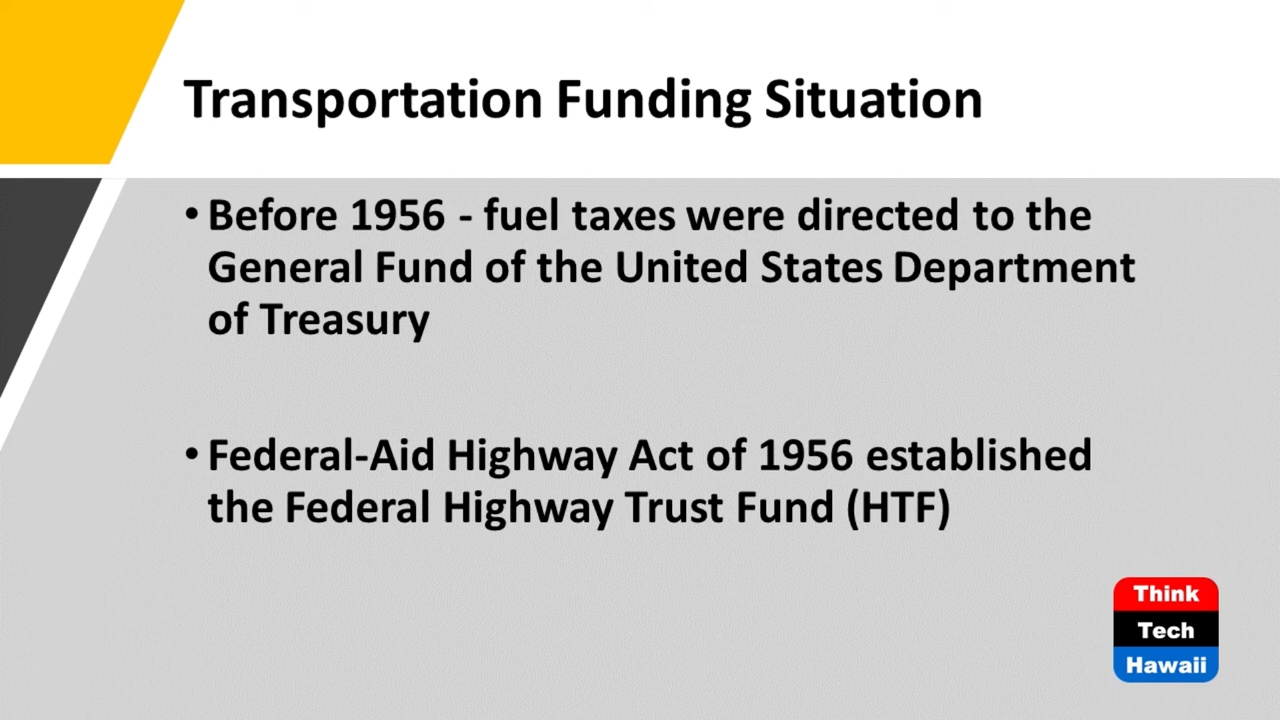 Transportation Funding Situation
• Before 1956 - fuel taxes were directed to the
General Fund of the United States Department
of Treasury
• Federal-Aid Highway Act of 1956 established
the Federal Highway Trust Fund (HTF)
Think
Tech
Hawaii